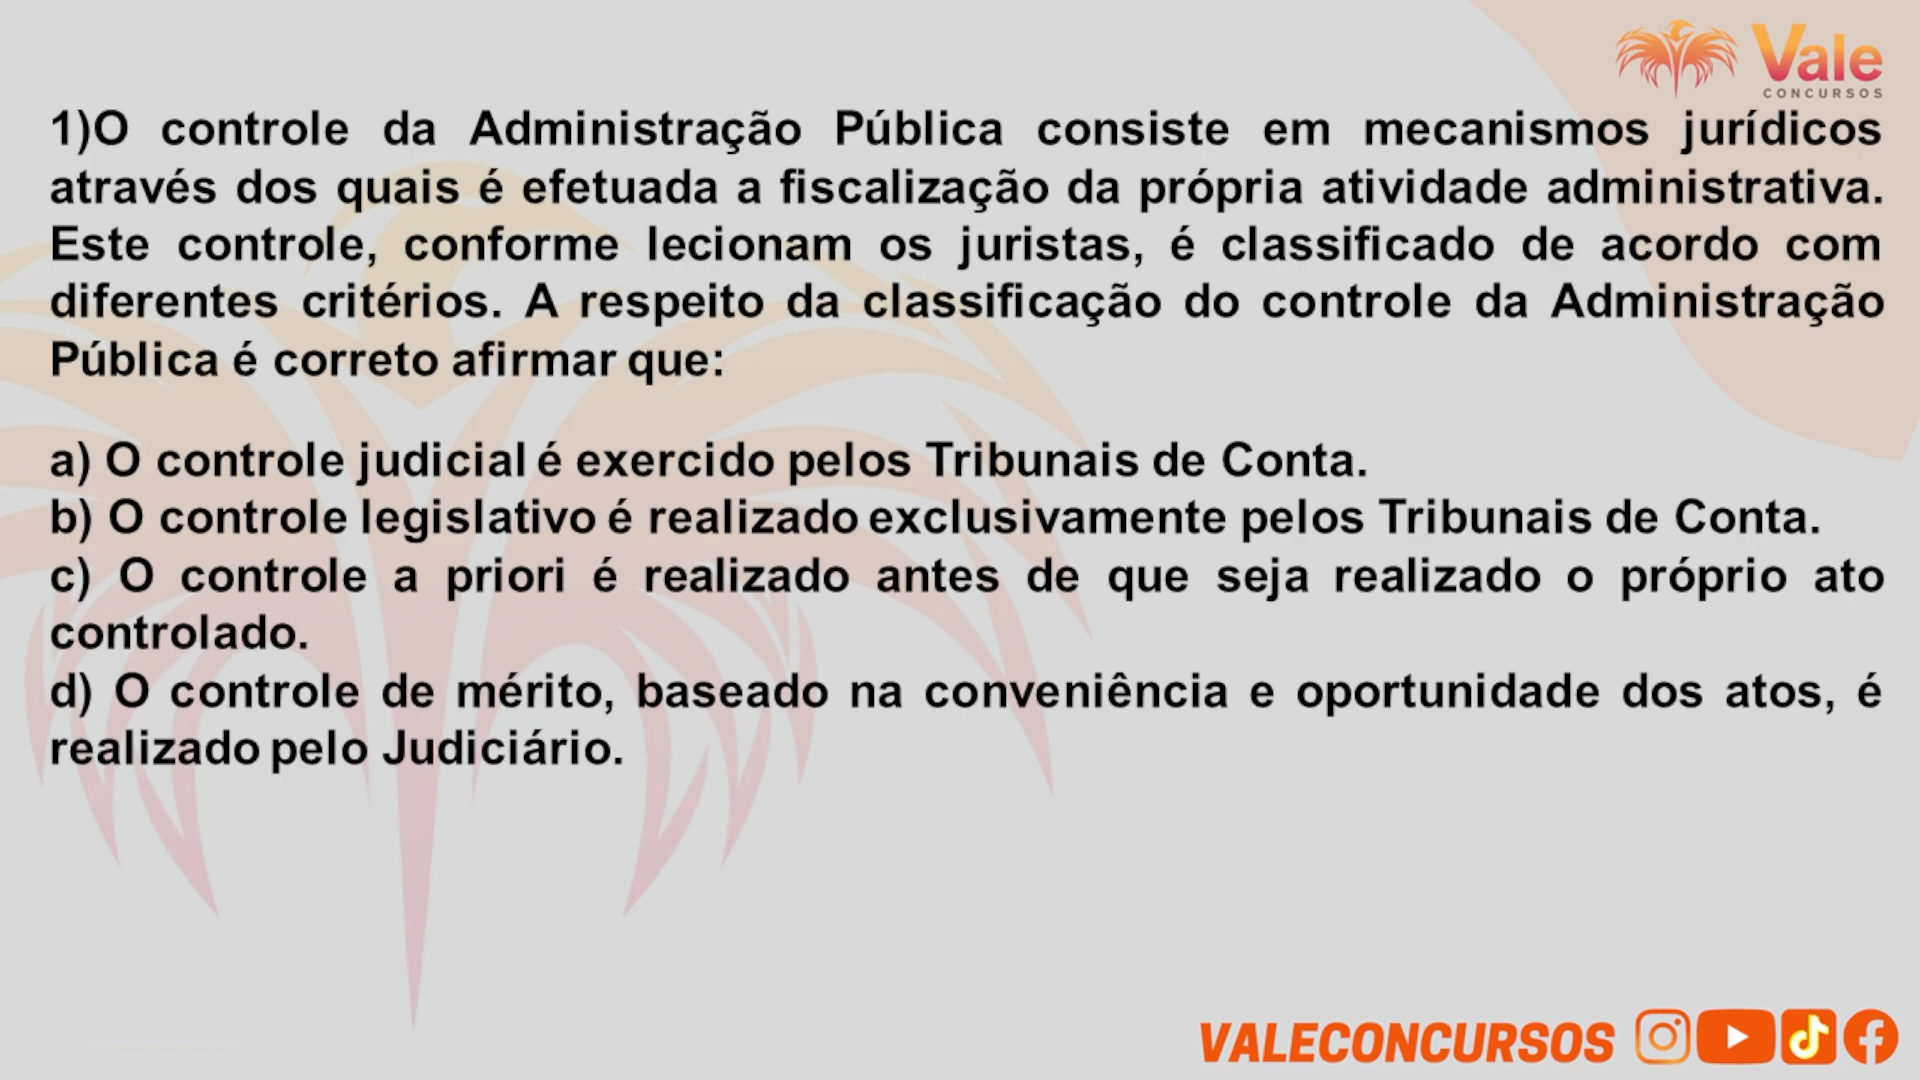 Vale
CONCURSOS
1)O controle da Administração Pública consiste em mecanismos jurídicos
através dos quais é efetuada a fiscalização da própria atividade administrativa.
Este controle, conforme lecionam os juristas, é classificado de acordo com
diferentes critérios. A respeito da classificação do controle da Administração
Pública é correto afirmar que:
a) O controle judicial é exercido pelos Tribunais de Conta.
b) O controle legislativo é realizado exclusivamente pelos Tribunais de Conta.
c) O controle a priori é realizado antes de que seja realizado o próprio ato
controlado.
d) O controle de mérito, baseado na conveniência e oportunidade dos atos, é
realizado pelo Judiciário.
VALECONCURSOS